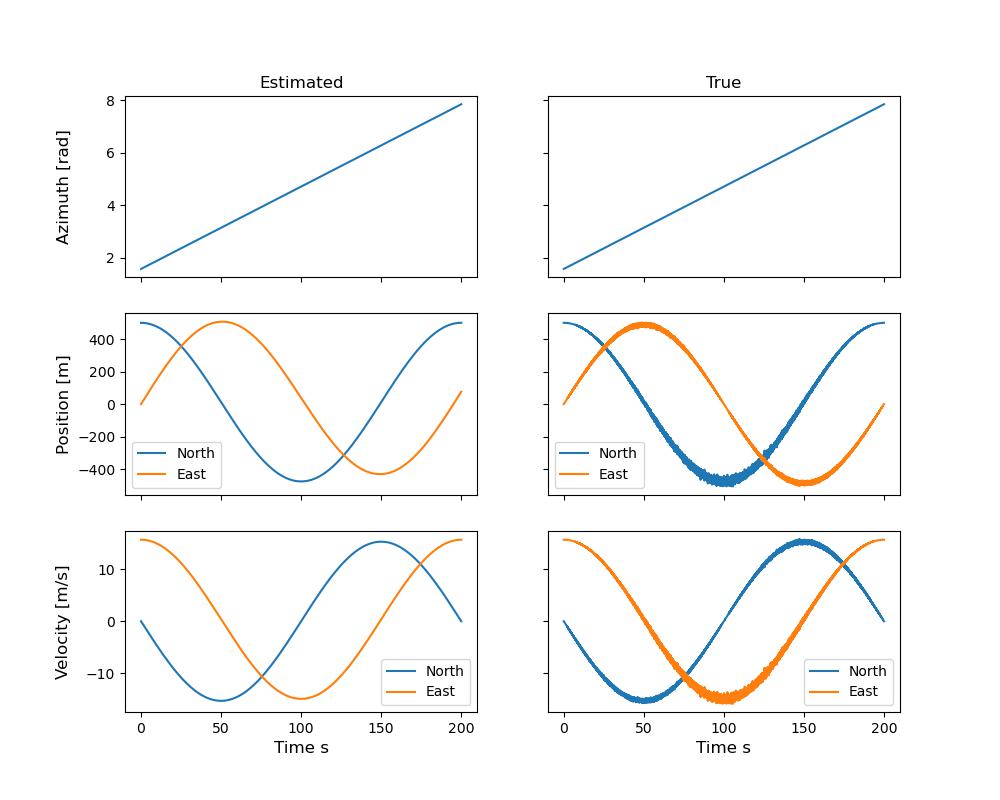 Estimated
True
Azimuth [rad]
8
6
4
2
Position [m]
400
200
0
−200
−400
North
East
North
East
Velocity [m/s]
10
0
−10
North
East
North
East
0 50 100 150 200
0 50 100 150 200
Time s
Time s